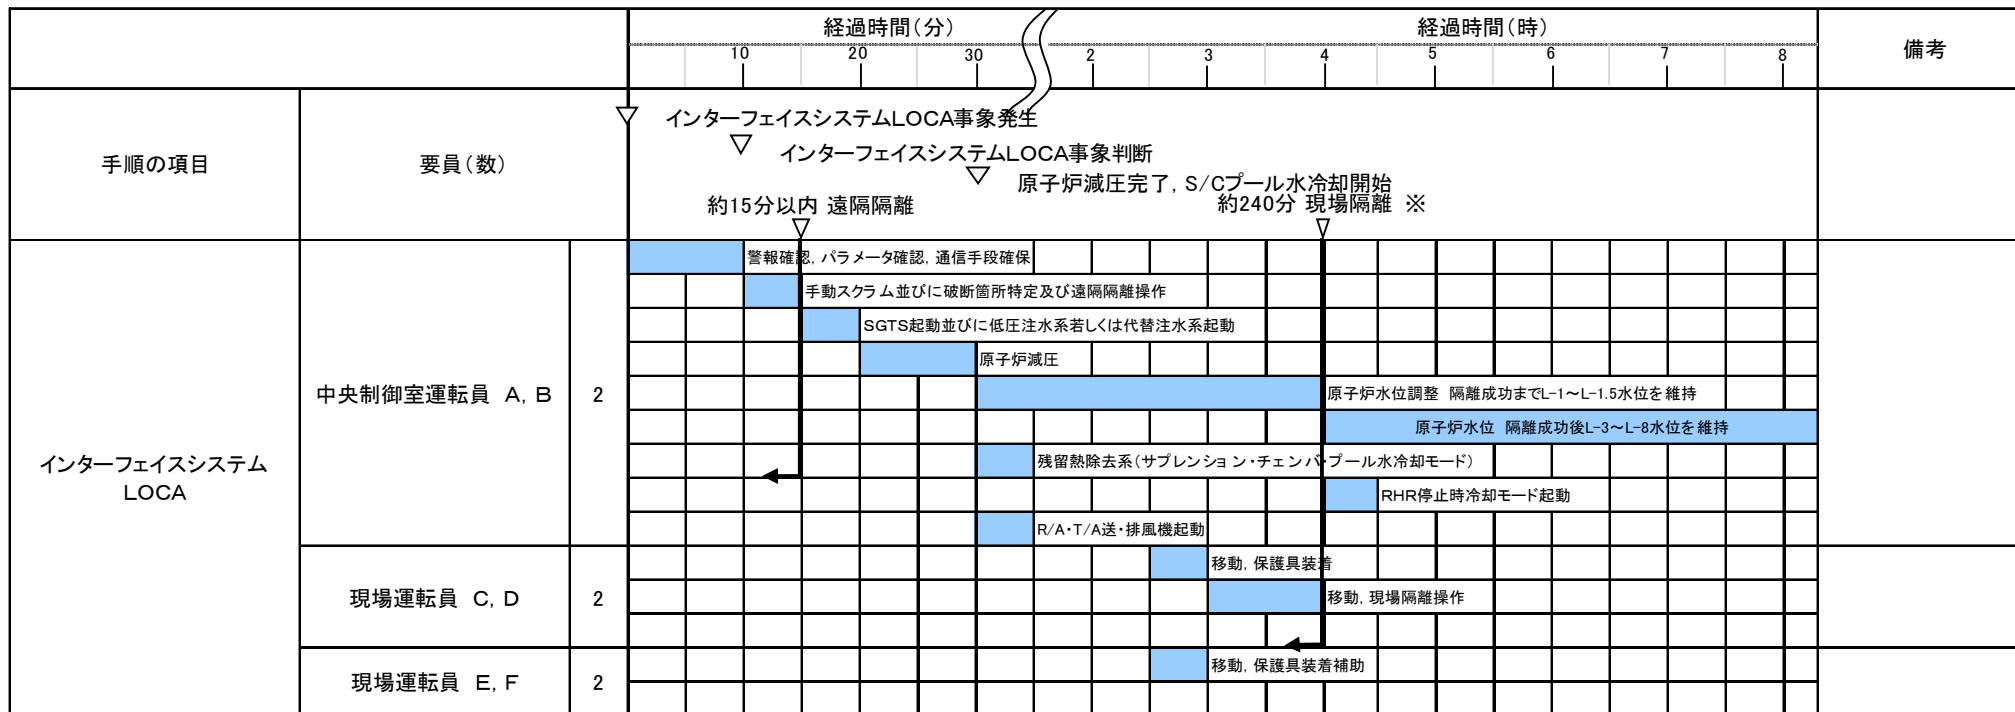 経過時間（分）
経過時間（時）
備考
10
20
30
2
3
4
5
6
7
8
手順の項目
要員（数）
インターフェイスシステムLOCA事象発生
インターフェイスシステムLOCA事象判断
原子炉減圧完了，S/Cプール水冷却開始
約15分以内 遠隔隔離
約240分 現場隔離 ※
インターフェイスシステム
LOCA
中央制御室運転員　A，B
2
警報確認，パラメータ確認，通信手段確保
手動スクラム並びに破断箇所特定及び遠隔隔離操作
SGTS起動並びに低圧注水系若しくは代替注水系起動
原子炉減圧
原子炉水位調整　隔離成功までL-1～L-1.5水位を維持
原子炉水位　隔離成功後L-3～L-8水位を維持
残留熱除去系（サプレンション・チェンバ・プール水冷却モード）
RHR停止時冷却モード起動
R/A・T/A送・排風機起動
現場運転員　C，D
2
移動，保護具装着
移動，現場隔離操作
現場運転員　E，F
2
移動，保護具装着補助